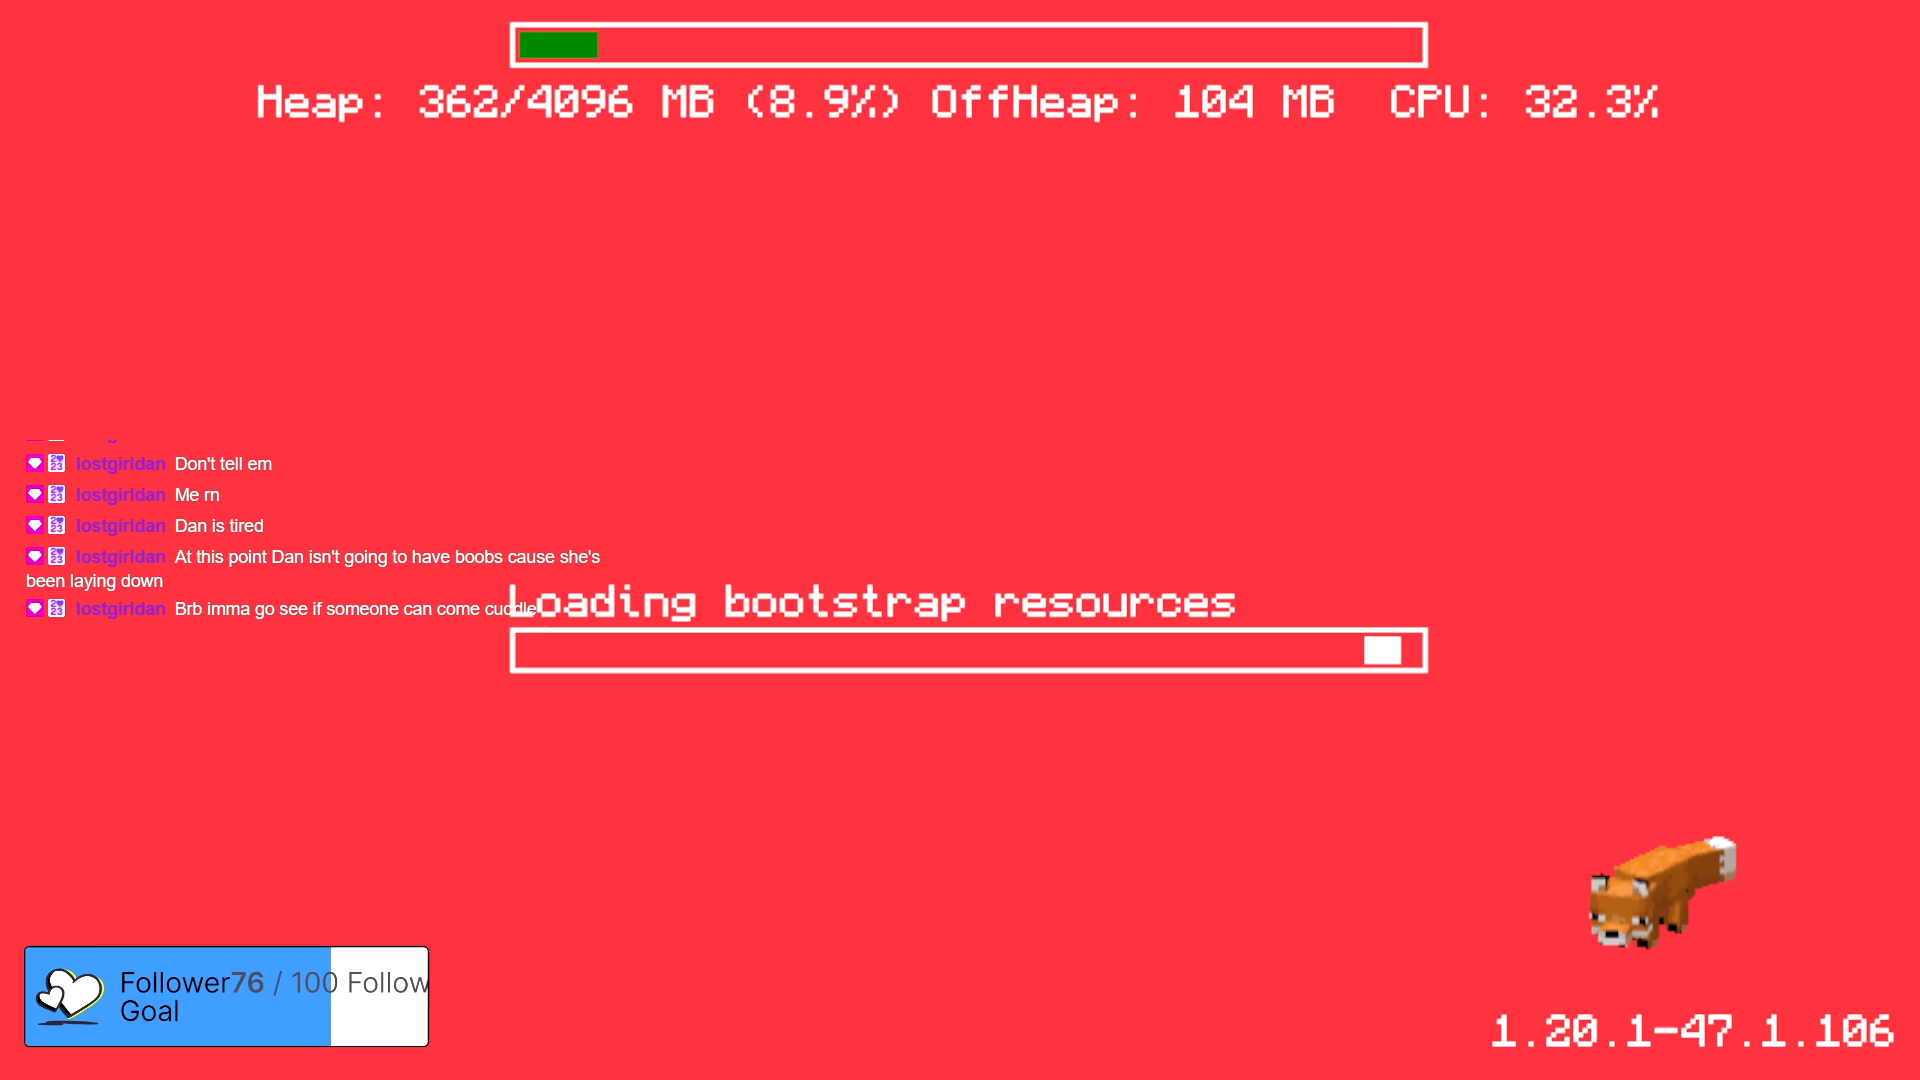 Heap: 362/4096 MB (8.9%) OffHeap: 104 MB CPU: 32.3%
lostgirldan Don't tell em
lostgirldan Me rn
lostgirldan Dan is tired
lostgirldan At this point Dan isn't going to have boobs cause she's
been laying down
lostgirldan Brb imma go see if someone can come cuddle
Loading bootstrap resources
Follower 76 / 100 Follow
Goal
1.20.1-47.1.106